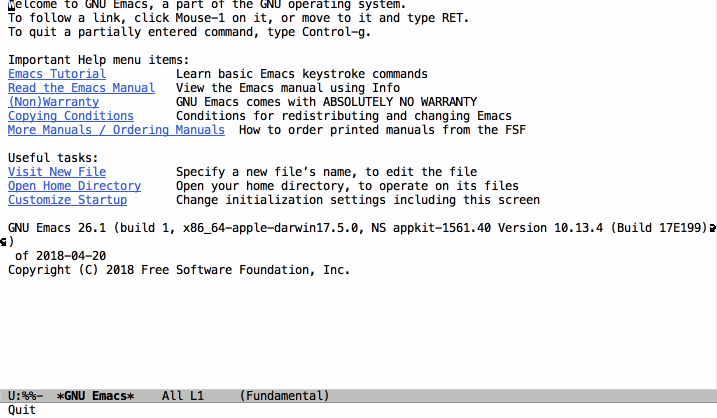 Welcome to GNU Emacs, a part of the GNU operating system.
To follow a link, click Mouse-1 on it, or move to it and type RET.
To quit a partially entered command, type Control-g.
Important Help menu items:
Emacs Tutorial Learn basic Emacs keystroke commands
Read the Emacs Manual View the Emacs manual using Info
(Non)Warranty GNU Emacs comes with ABSOLUTELY NO WARRANTY
Copying Conditions Conditions for redistributing and changing Emacs
More Manuals / Ordering Manuals How to order printed manuals from the FSF
Useful tasks:
Visit New File Specify a new file’s name, to edit the file
Open Home Directory Open your home directory, to operate on its files
Customize Startup Change initialization settings including this screen
GNU Emacs 26.1 (build 1, x86_64-apple-darwin17.5.0, NS appkit-1561.40 Version 10.13.4 (Build 17E199)
)
of 2018-04-20
Copyright (C) 2018 Free Software Foundation, Inc.
U:%%- *GNU Emacs* All L1 (Fundamental)
Quit